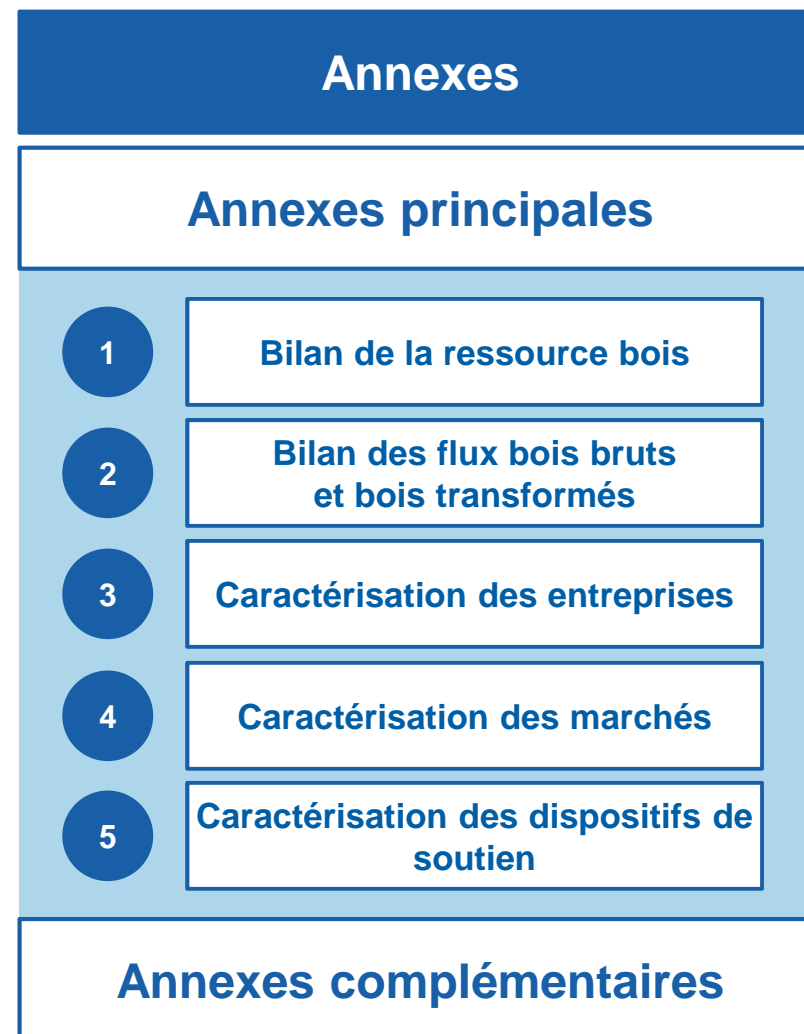 Annexes
Annexes principales
1
Bilan de la ressource bois
2
Bilan des flux bois bruts
et bois transformés
3
Caractérisation des entreprises
4
Caractérisation des marchés
5
Caractérisation des dispositifs de
soutien
Annexes complémentaires